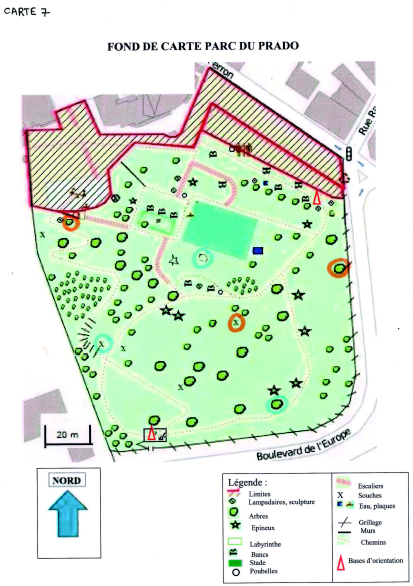 CARTE 7
FOND DE CARTE PARC DU PRADO
erron
Rue Ro
20 m
Boulevard de l'Europe
NORD
Légende :
Limites
Lampadaires, sculpture
Arbres
Epineux
Labyrinthe
Bancs
Stade
Poubelles
Escaliers
Souches
Eau, plaques
Grillage
Murs
Chemins
Bases d'orientation